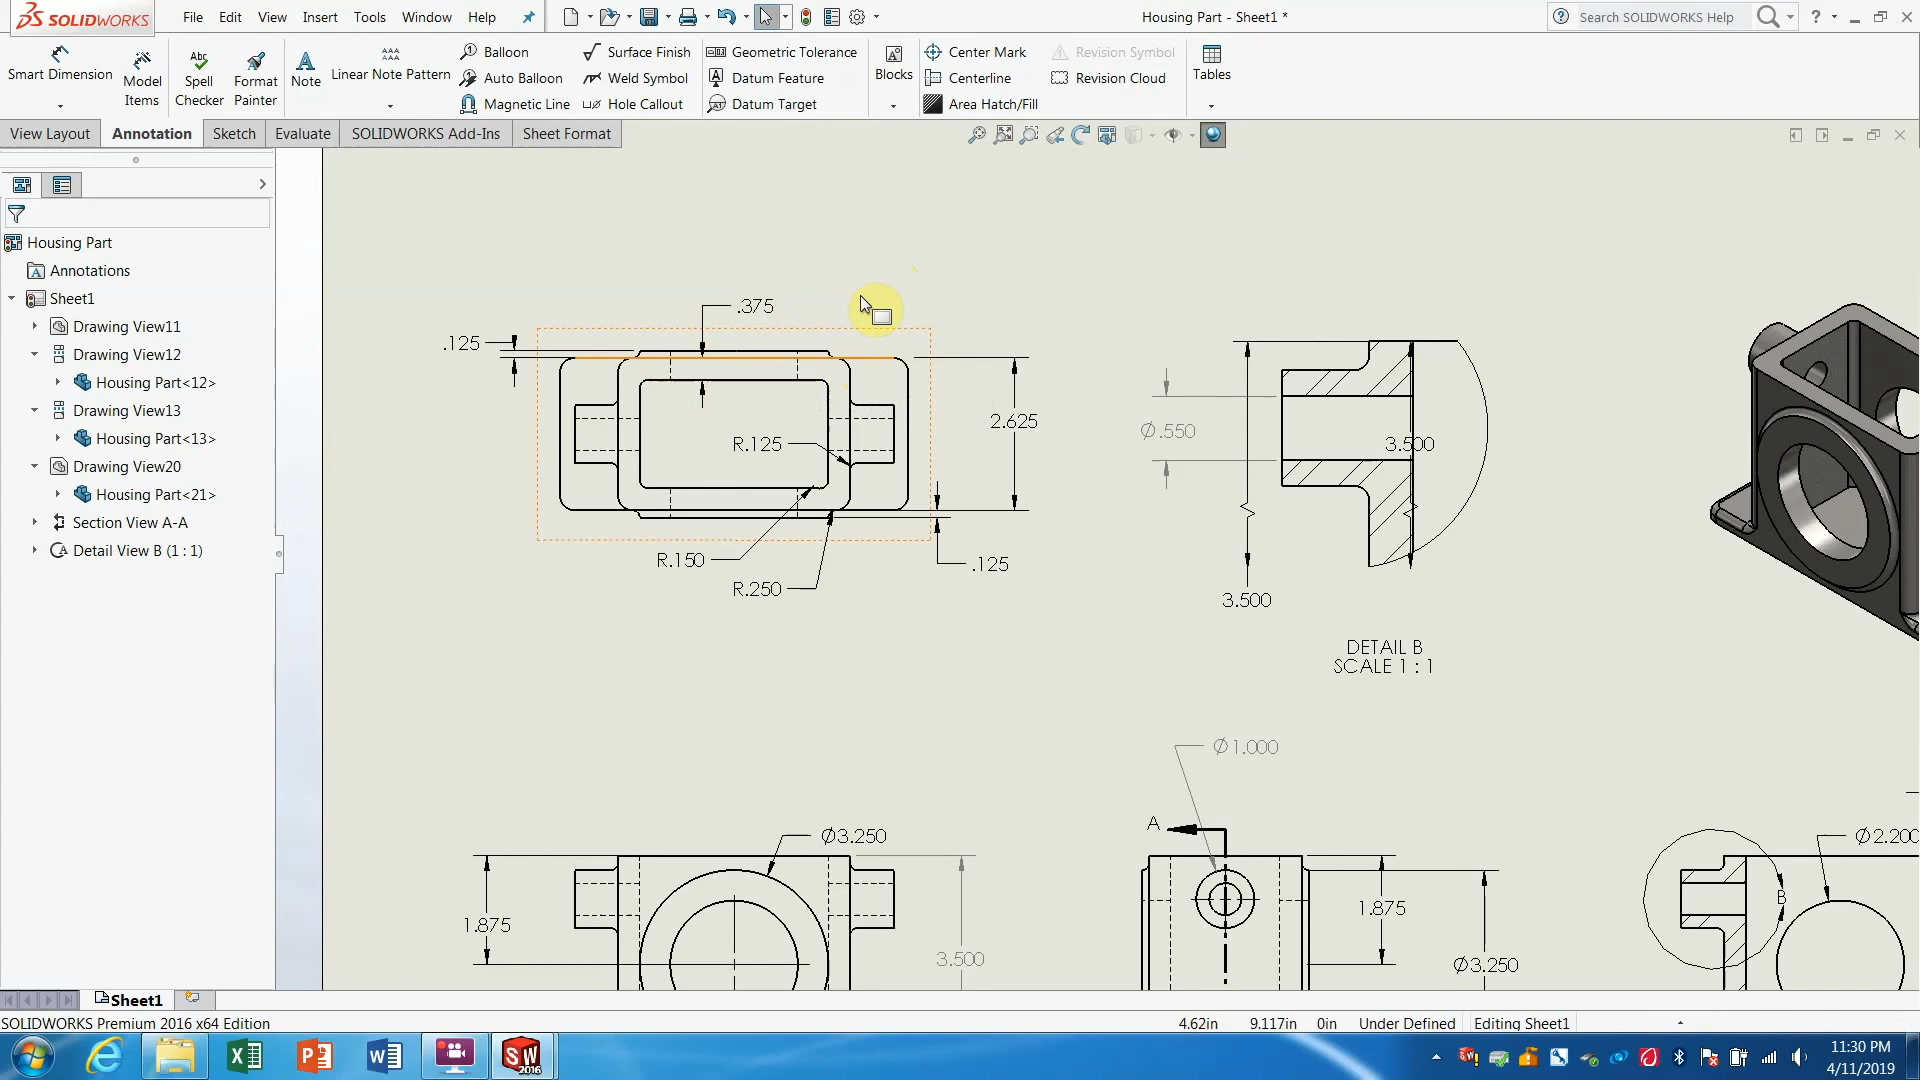 SOLIDWORKS
File Edit View Insert Tools Window Help
Housing Part - Sheet1 *
Search SOLIDWORKS Help
Smart Dimension
Model Items
Spell Checker
Format Painter
Note
Linear Note Pattern
Balloon
Auto Balloon
Magnetic Line
Surface Finish
Weld Symbol
Hole Callout
Geometric Tolerance
Datum Feature
Datum Target
Blocks
Center Mark
Centerline
Area Hatch/Fill
Revision Symbol
Revision Cloud
Tables
View Layout Annotation Sketch Evaluate SOLIDWORKS Add-Ins Sheet Format
Housing Part
Annotations
Sheet1
Drawing View11
Drawing View12
Housing Part<12>
Drawing View13
Housing Part<13>
Drawing View20
Housing Part<21>
Section View A-A
Detail View B (1 : 1)
.375
.125
2.625
R.125
R.150
R.250
.125
Ø.550
3.500
3.500
DETAIL B
SCALE 1 : 1
Ø1.000
A
Ø3.250
1.875
3.500
1.875
Ø3.250
B
Ø2.200
Sheet1
SOLIDWORKS Premium 2016 x64 Edition
4.62in 9.117in 0in Under Defined Editing Sheet1
SW
2016
11:30 PM
4/11/2019